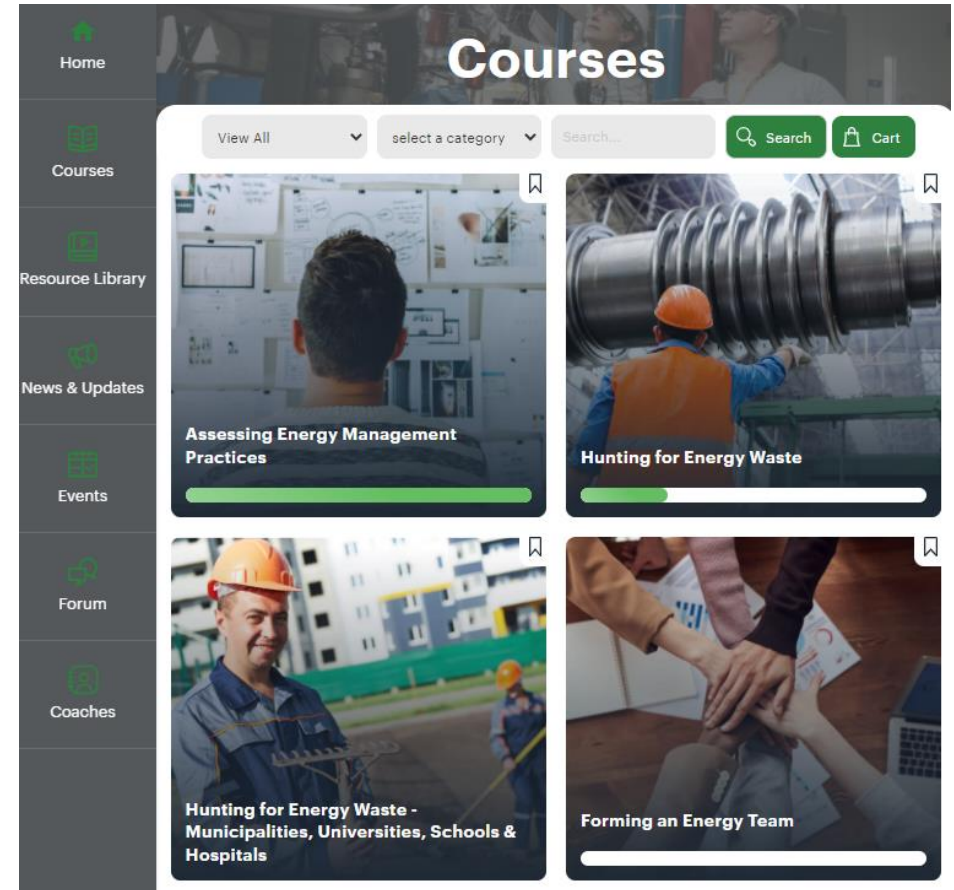 Home
Courses
Resource Library
News & Updates
Events
Forum
Coaches
Courses
View All
select a category
Search...
Search
Cart
Assessing Energy Management
Practices
Hunting for Energy Waste
Hunting for Energy Waste -
Municipalities, Universities, Schools &
Hospitals
Forming an Energy Team